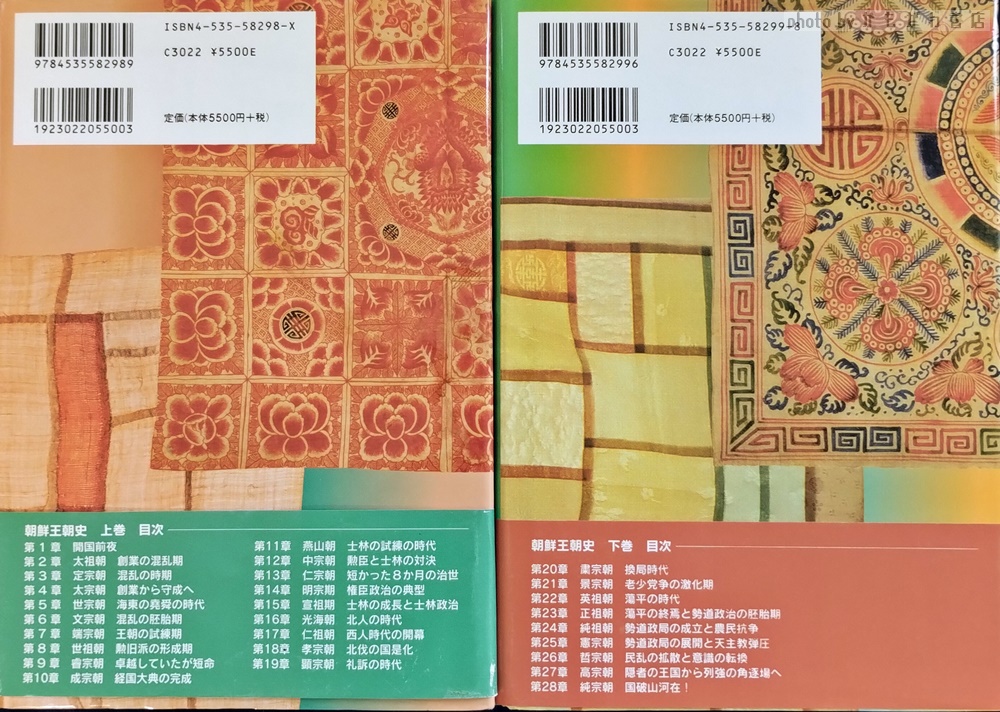 ISBN4-535-58298-X
C3022 ¥5500E
9784535582989
1923022055003
定価(本体5500円+税)
朝鮮王朝史 上巻 目次
第1章 開国前夜
第2章 太祖朝 創業の混乱期
第3章 定宗朝 混乱の時期
第4章 太宗朝 創業から守成へ
第5章 世宗朝 海東の堯舜の時代
第6章 文宗朝 混乱の胚胎期
第7章 端宗朝 王朝の試練期
第8章 世祖朝 勲旧派の形成期
第9章 睿宗朝 卓越していたが短命
第10章 成宗朝 経国大典の完成
第11章 燕山朝 士林の試練の時代
第12章 中宗朝 勲臣と士林の対決
第13章 仁宗朝 短かった8か月の治世
第14章 明宗期 権臣政治の典型
第15章 宣祖期 士林の成長と士林政治
第16章 光海朝 北人の時代
第17章 仁祖朝 西人時代の開幕
第18章 孝宗朝 北伐の国是化
第19章 顕宗朝 礼訴の時代
photo by
店
ISBN4-535-58299-8
C3022 ¥5500E
9784535582996
1923022055003
定価(本体5500円+税)
朝鮮王朝史 下巻 目次
第20章 粛宗朝 換局時代
第21章 景宗朝 老少党争の激化期
第22章 英祖朝 蕩平の時代
第23章 正祖朝 蕩平の終焉と勢道政治の胚胎期
第24章 純祖朝 勢道政局の成立と農民抗争
第25章 憲宗朝 勢道政局の展開と天主教弾圧
第26章 哲宗朝 民乱の拡散と意識の転換
第27章 高宗朝 隠者の王国から列強の角逐場へ
第28章 純宗朝 国破山河在!